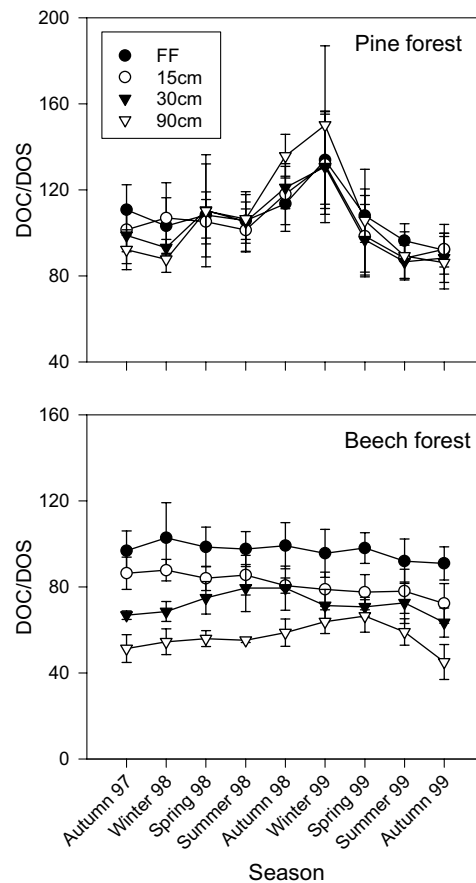 200
160
120
80
40
DOC/DOS
Pine forest
FF
15cm
30cm
90cm
160
120
80
40
0
DOC/DOS
Beech forest
Autumn 97
Winter 98
Spring 98
Summer 98
Autumn 98
Winter 99
Spring 99
Summer 99
Autumn 99
Season